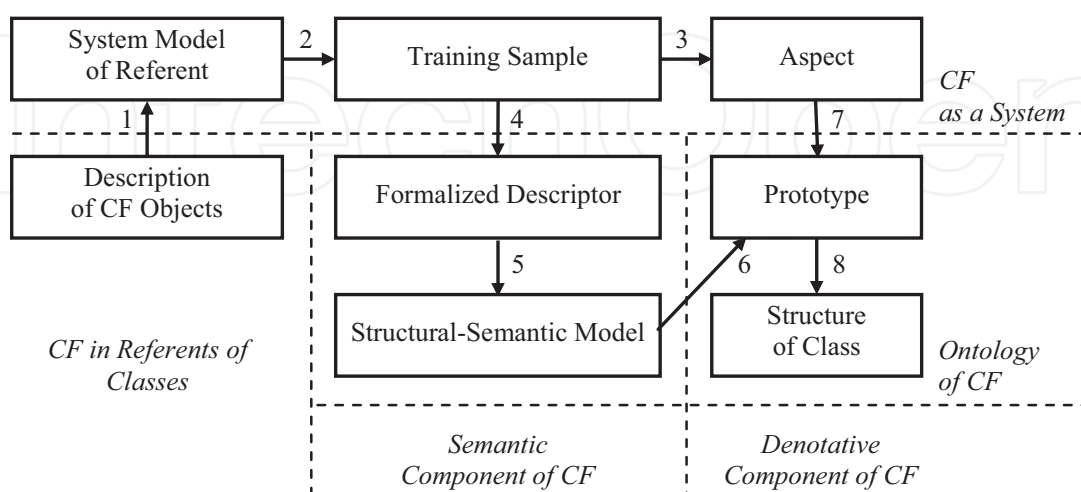 System Model
of Referent
2
Training Sample
3
Aspect
CF
as a System
1
4
7
Description
of CF Objects
Formalized Descriptor
Prototype
5
6
8
Structural-Semantic Model
Structure
of Class
CF in Referents of
Classes
Ontology
of CF
Semantic
Component of CF
Denotative
Component of CF
IntechOpen